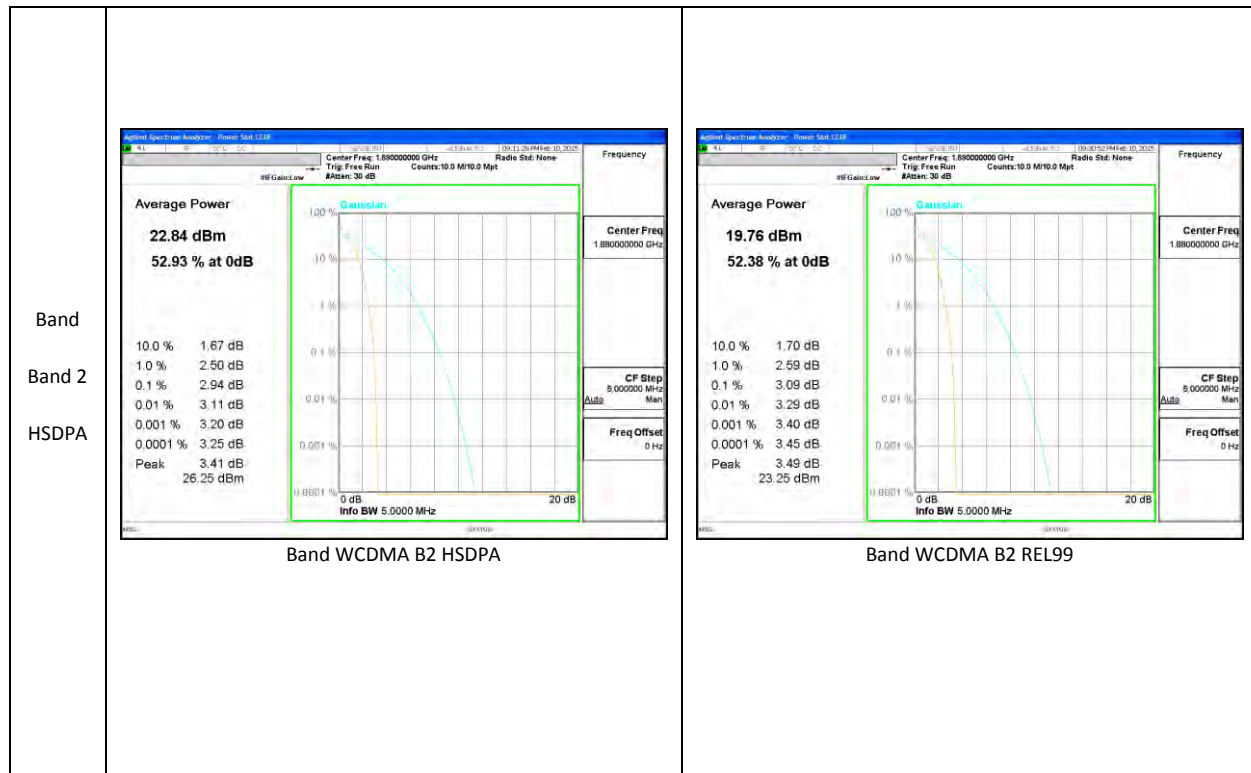 Band
Band 2
HSDPA
Agilent Spectrum Analyzer - Power Stat CCDF
Center Freq: 1.880000000 GHz
Radio Std: None
Trig: Free Run
Counts:10.0 M/10.0 Mpt
#IFGain:Low
#Atten: 30 dB
Frequency
Average Power
22.84 dBm
52.93 % at 0dB
10.0 % 1.67 dB
1.0 % 2.50 dB
0.1 % 2.94 dB
0.01 % 3.11 dB
0.001 % 3.20 dB
0.0001 % 3.25 dB
Peak 3.41 dB
26.25 dBm
Gaussian
100 %
10 %
1 %
0.1 %
0.01 %
0.001 %
0.0001 %
0 dB
20 dB
Info BW 5.0000 MHz
Center Freq
1.880000000 GHz
CF Step
5.000000 MHz
Auto Man
Freq Offset
0 Hz
MSG
STATUS
Band WCDMA B2 HSDPA
Agilent Spectrum Analyzer - Power Stat CCDF
Center Freq: 1.880000000 GHz
Radio Std: None
Trig: Free Run
Counts:10.0 M/10.0 Mpt
#IFGain:Low
#Atten: 30 dB
Frequency
Average Power
19.76 dBm
52.38 % at 0dB
10.0 % 1.70 dB
1.0 % 2.59 dB
0.1 % 3.09 dB
0.01 % 3.29 dB
0.001 % 3.40 dB
0.0001 % 3.45 dB
Peak 3.49 dB
23.25 dBm
Gaussian
100 %
10 %
1 %
0.1 %
0.01 %
0.001 %
0.0001 %
0 dB
20 dB
Info BW 5.0000 MHz
Center Freq
1.880000000 GHz
CF Step
5.000000 MHz
Auto Man
Freq Offset
0 Hz
MSG
STATUS
Band WCDMA B2 REL99